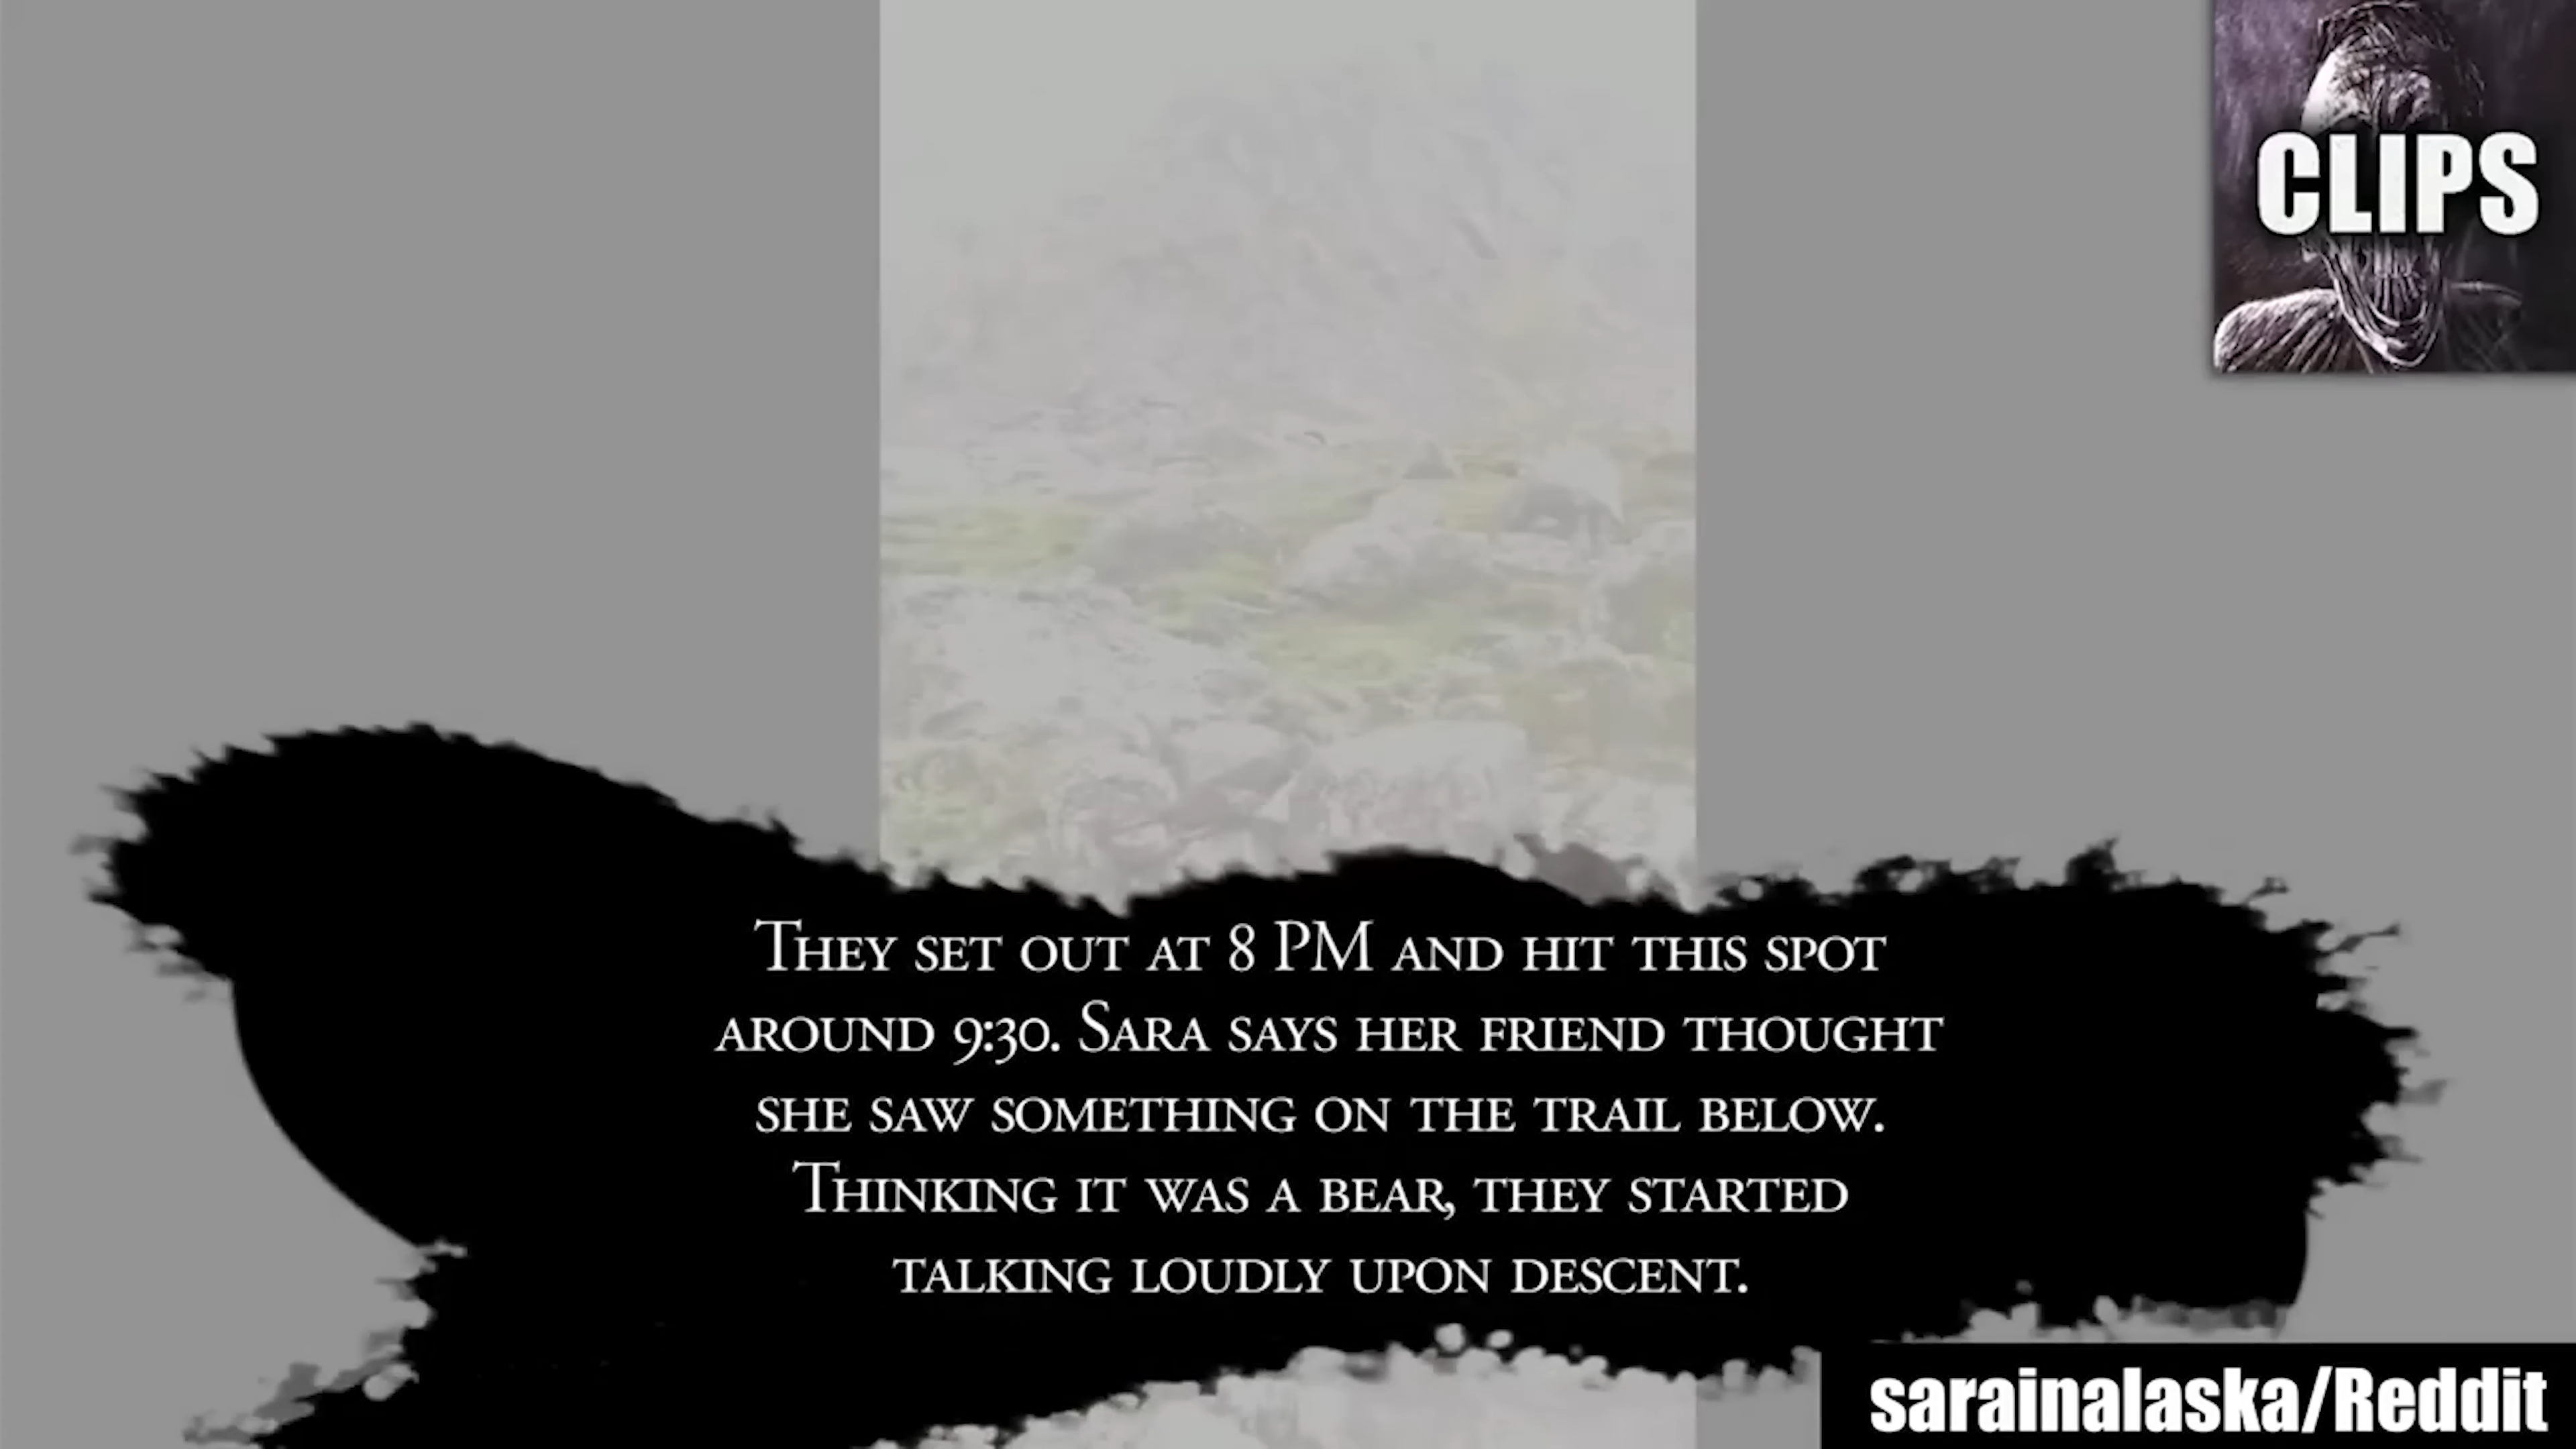 CLIPS
They set out at 8 PM and hit this spot
around 9:30. Sara says her friend thought
she saw something on the trail below.
Thinking it was a bear, they started
talking loudly upon descent.
sarainalaska/Reddit